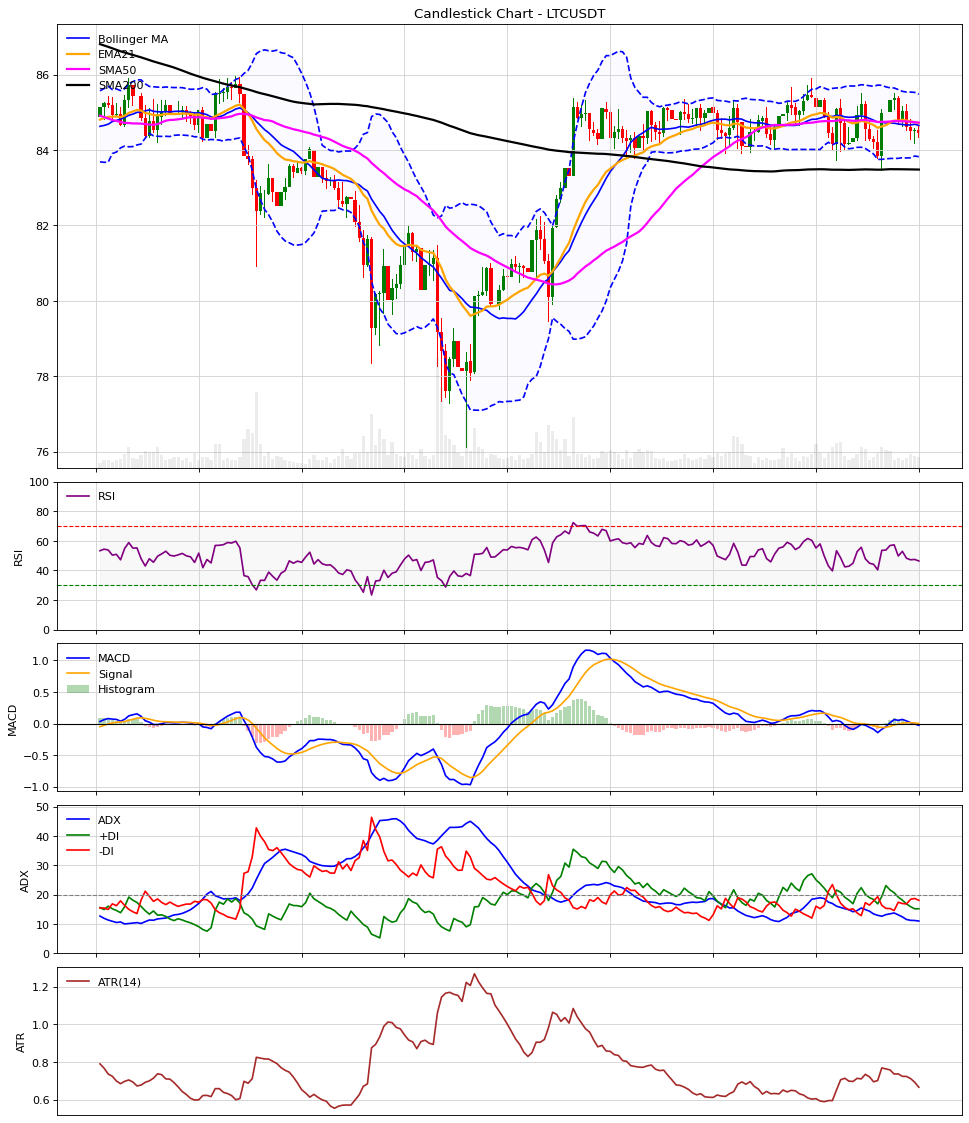 Candlestick Chart - LTCUSDT
Bollinger MA
EMA21
SMA50
SMA200
86
84
82
80
78
76
RSI
100
80
60
40
20
0
RSI
MACD
Signal
Histogram
1.0
0.5
0.0
−0.5
−1.0
MACD
ADX
+DI
-DI
50
40
30
20
10
0
ADX
ATR(14)
1.2
1.0
0.8
0.6
ATR